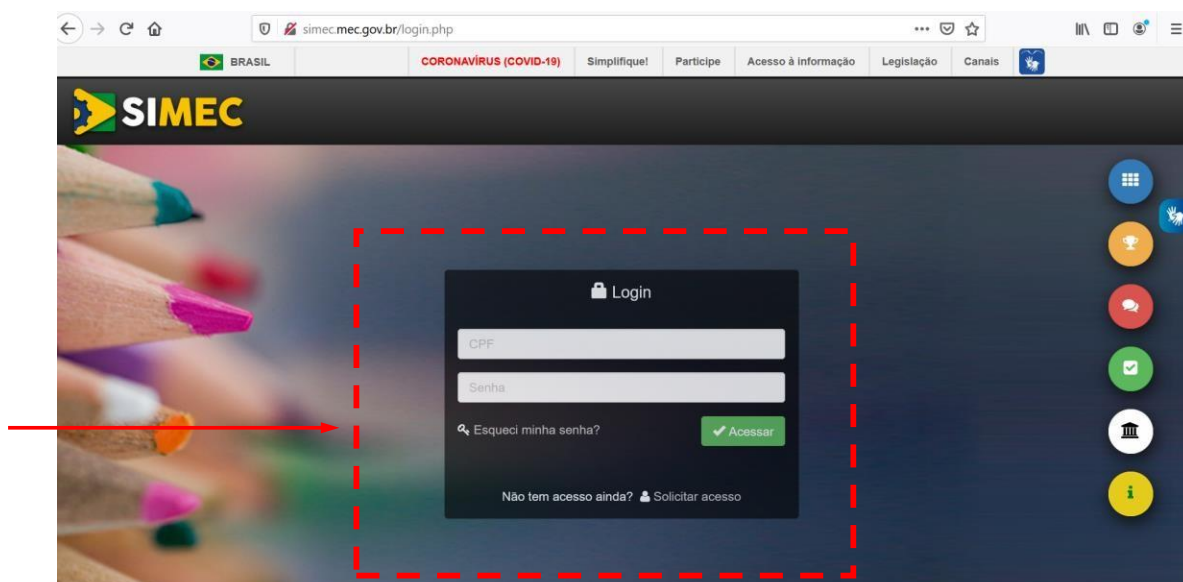 simec.mec.gov.br/login.php
BRASIL
CORONAVÍRUS (COVID-19) Simplifique! Participe Acesso à informação Legislação Canais
SIMEC
Login
CPF
Senha
Esqueci minha senha? Acessar
Não tem acesso ainda? Solicitar acesso
i